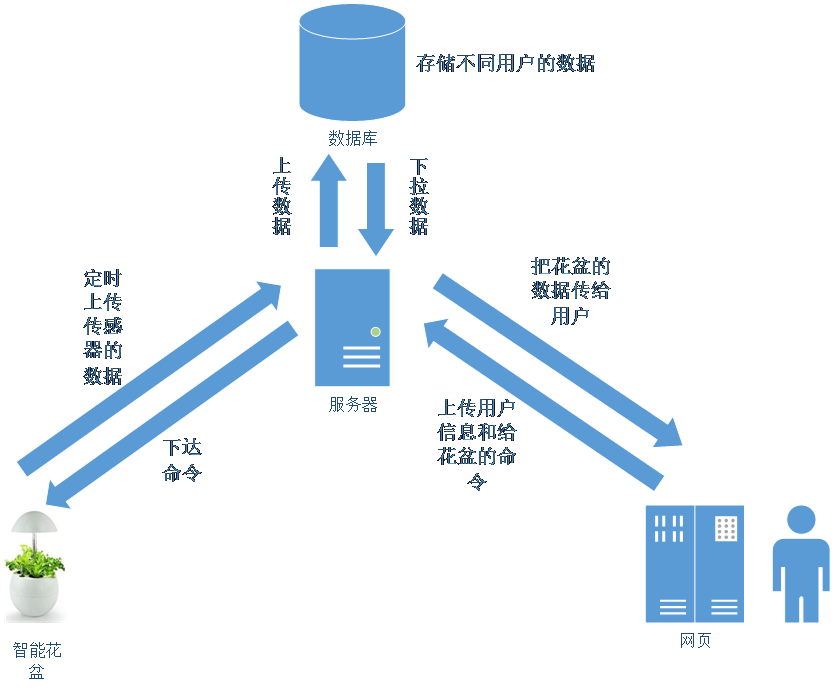 存储不同用户的数据
数据库
上
传
数
据
下
拉
数
据
定时
上传
传感
器的
数据
把花盆的
数据传给
用户
服务器
上传用户
信息和给
花盆的命
令
下达
命令
智能花
盆
网页